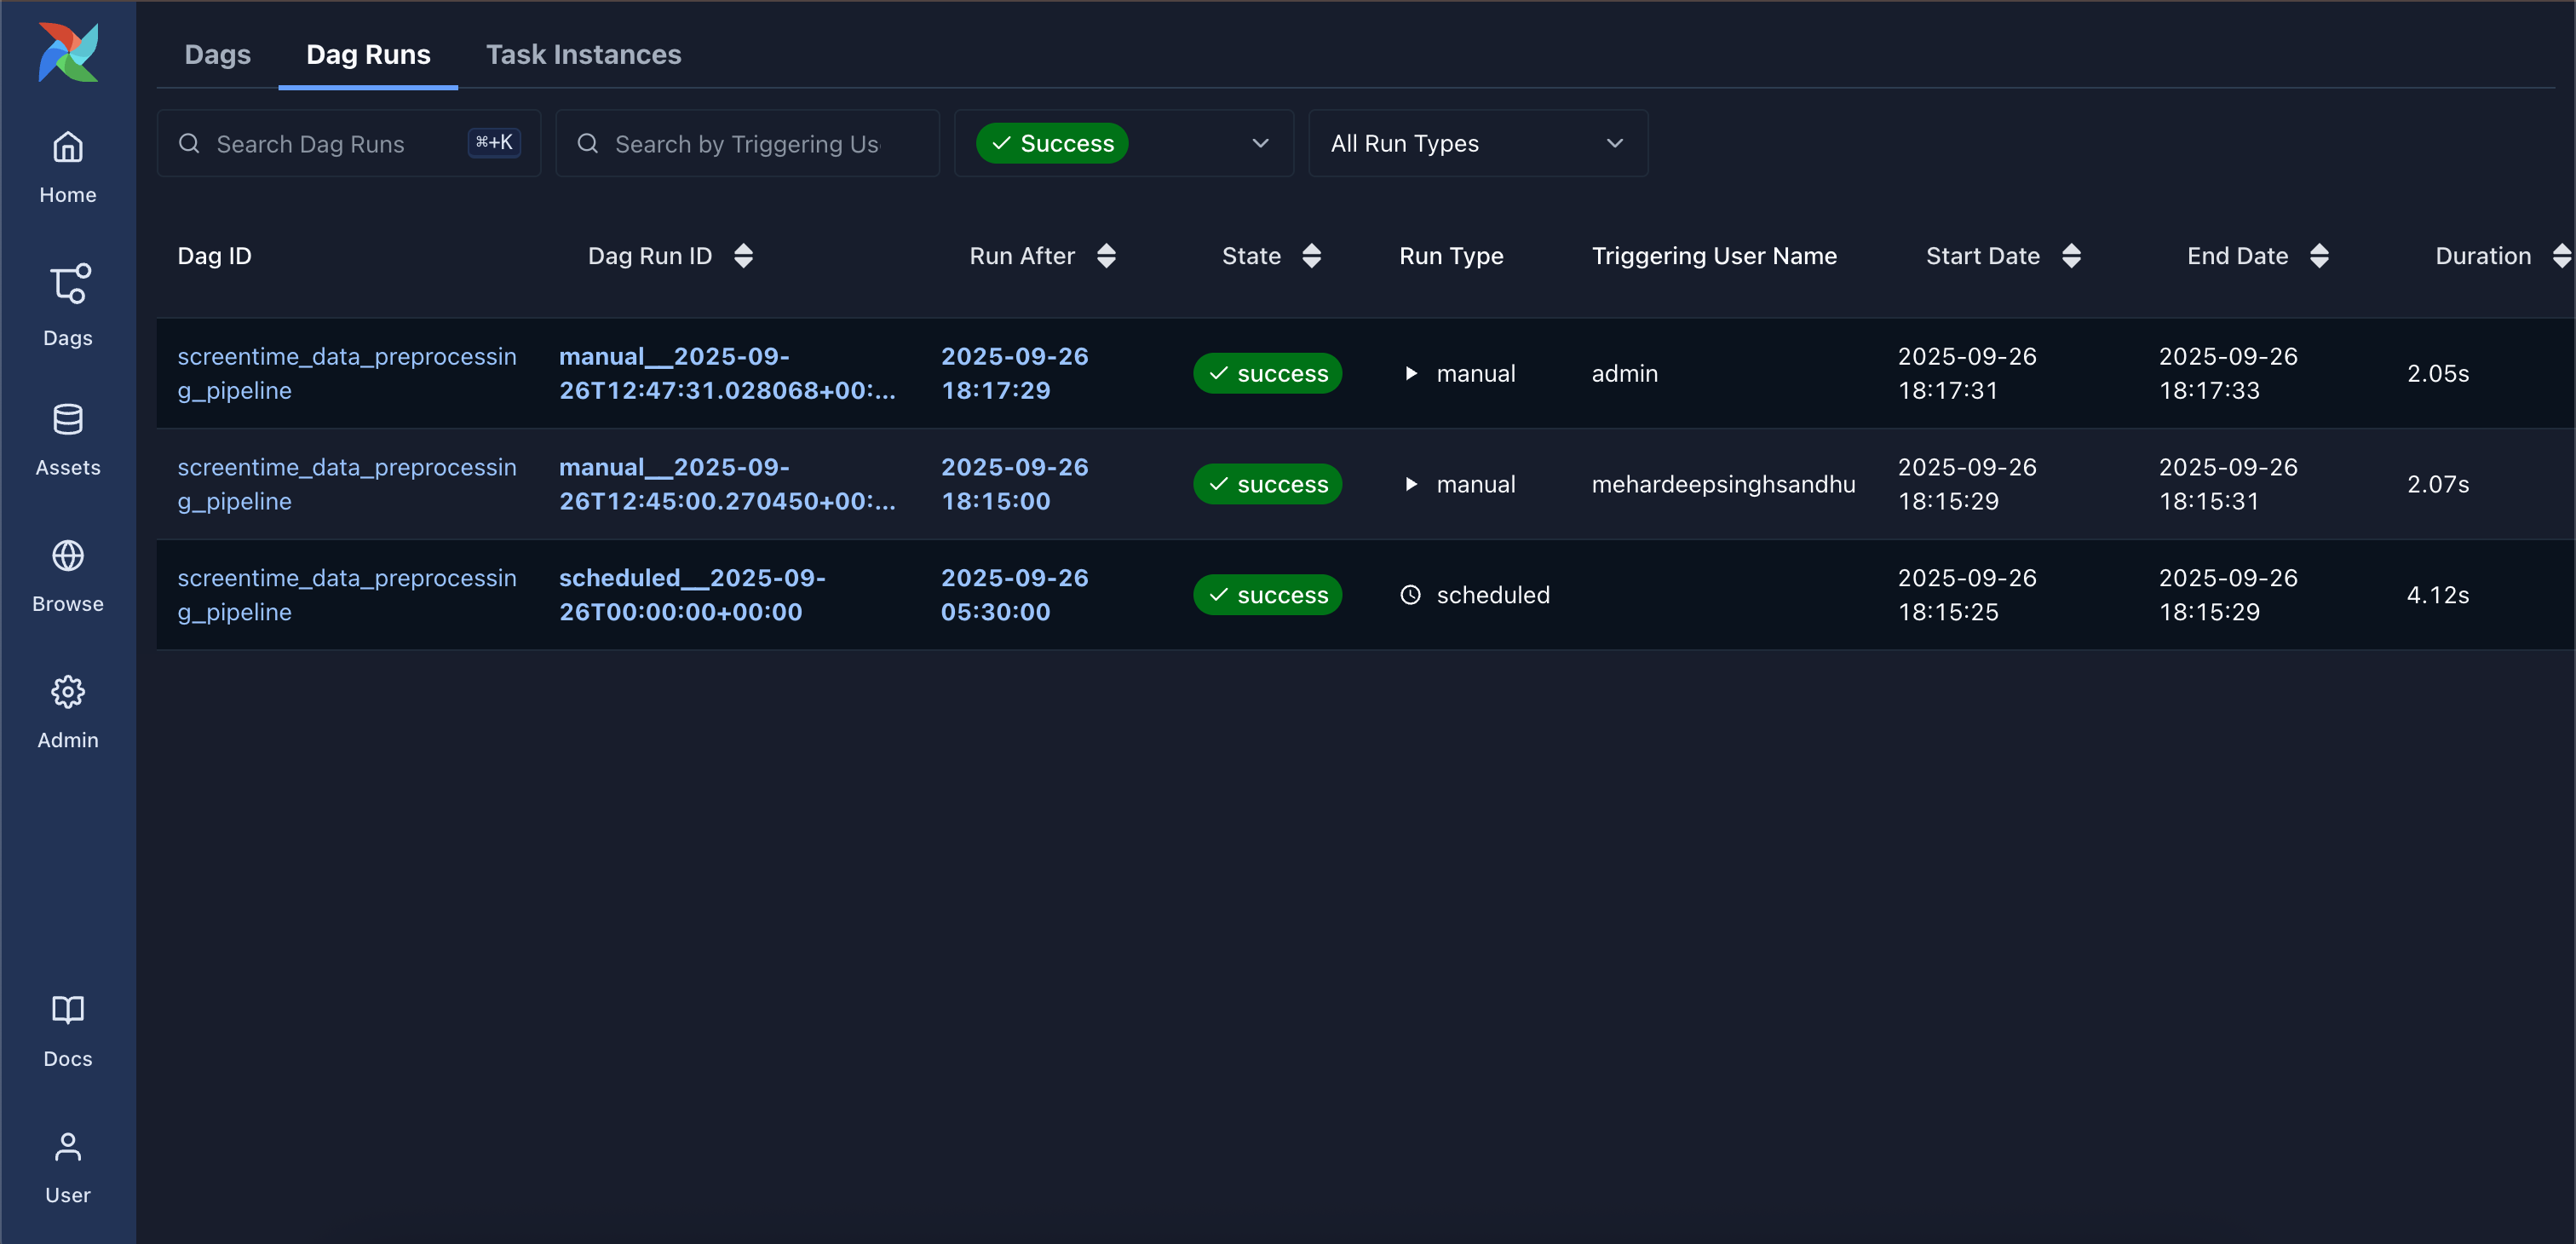 Dags
Dag Runs
Task Instances
Search Dag Runs
⌘+K
Search by Triggering Us
Success
All Run Types
Home
Dags
Assets
Browse
Admin
Docs
User
Dag ID
Dag Run ID
Run After
State
Run Type
Triggering User Name
Start Date
End Date
Duration
screentime_data_preprocessin
g_pipeline
manual__2025-09-
26T12:47:31.028068+00:...
2025-09-26
18:17:29
success
manual
admin
2025-09-26
18:17:31
2025-09-26
18:17:33
2.05s
screentime_data_preprocessin
g_pipeline
manual__2025-09-
26T12:45:00.270450+00:...
2025-09-26
18:15:00
success
manual
mehardeepsinghsandhu
2025-09-26
18:15:29
2025-09-26
18:15:31
2.07s
screentime_data_preprocessin
g_pipeline
scheduled__2025-09-
26T00:00:00+00:00
2025-09-26
05:30:00
success
scheduled
2025-09-26
18:15:25
2025-09-26
18:15:29
4.12s